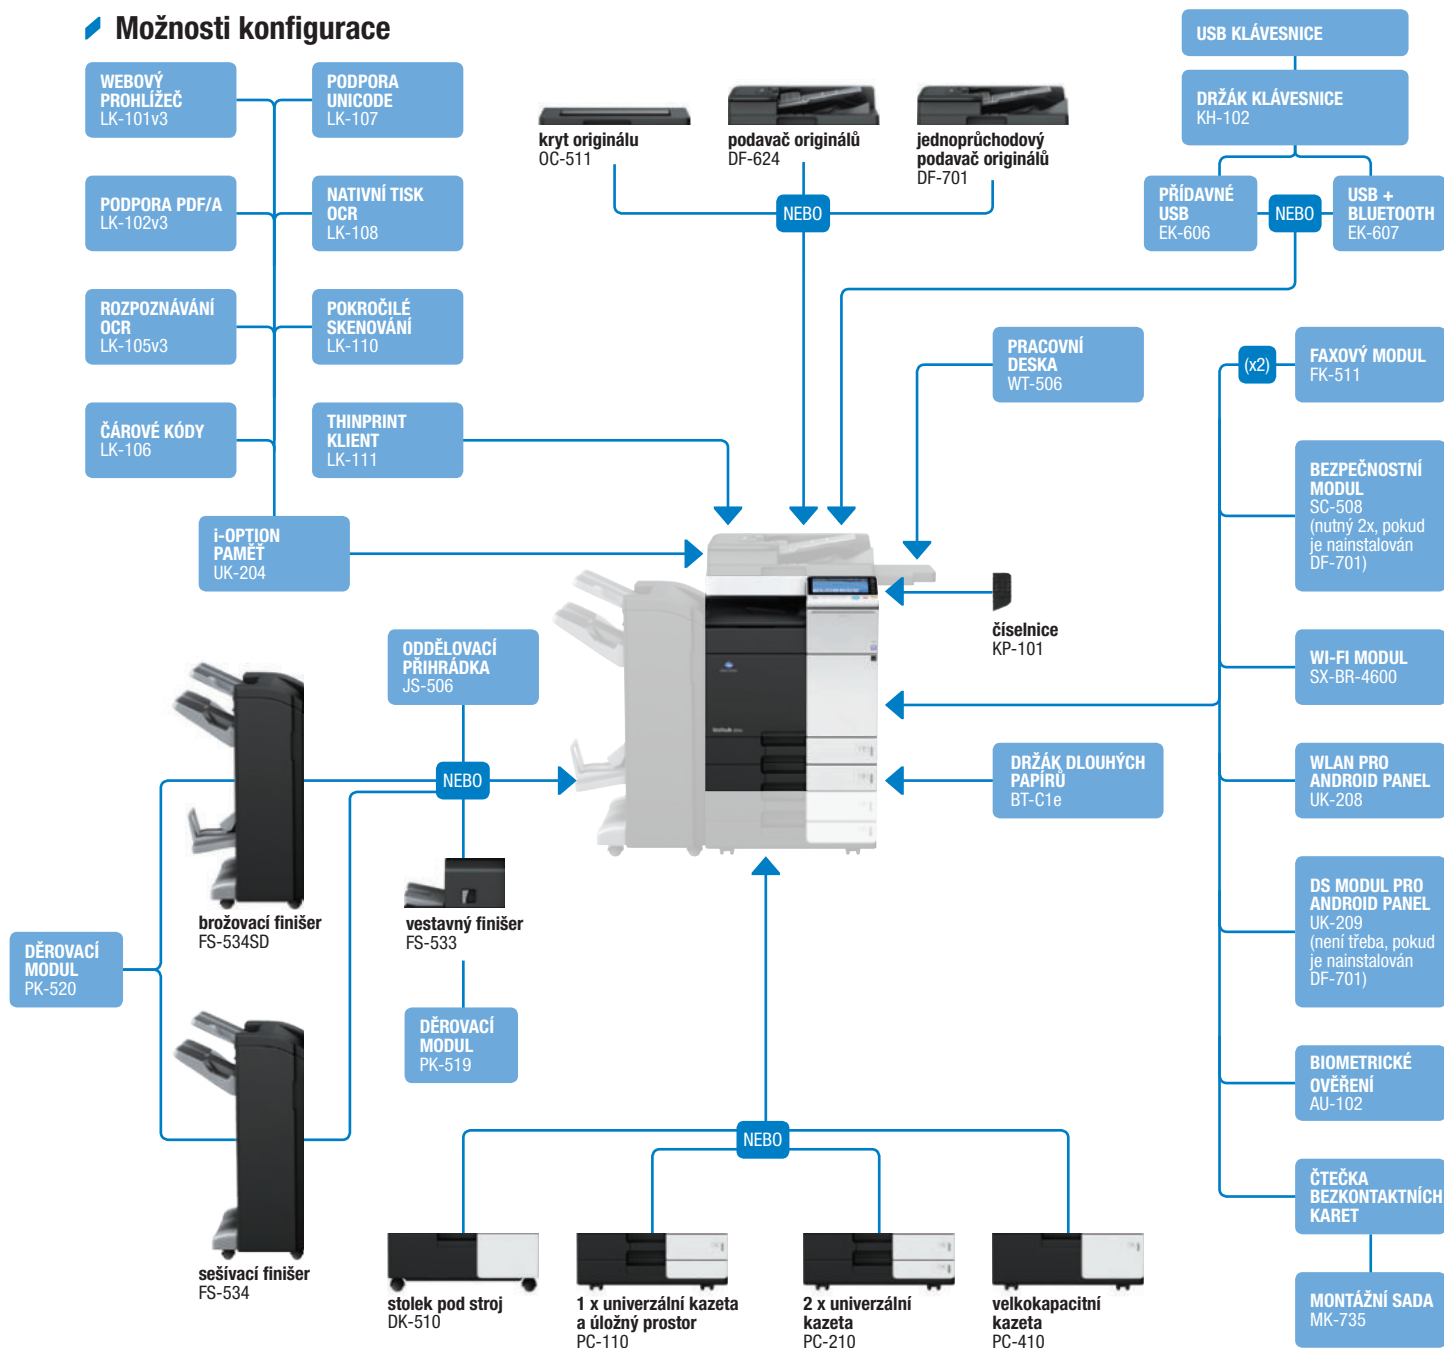 Možnosti konfigurace
WEBOVÝ
PROHLÍŽEČ
LK-101v3
PODPORA
UNICODE
LK-107
PODPORA PDF/A
LK-102v3
NATIVNÍ TISK
OCR
LK-108
ROZPOZNÁVÁNÍ
OCR
LK-105v3
POKROČILÉ
SKENOVÁNÍ
LK-110
ČÁROVÉ KÓDY
LK-106
THINPRINT
KLIENT
LK-111
i-OPTION
PAMĚŤ
UK-204
kryt originálu
OC-511
podavač originálů
DF-624
jednoprůchodový
podavač originálů
DF-701
NEBO
USB KLÁVESNICE
DRŽÁK KLÁVESNICE
KH-102
PŘÍDAVNÉ
USB
EK-606
NEBO
USB +
BLUETOOTH
EK-607
PRACOVNÍ
DESKA
WT-506
(x2)
FAXOVÝ MODUL
FK-511
BEZPEČNOSTNÍ
MODUL
SC-508
(nutný 2x, pokud
je nainstalován
DF-701)
číselnice
KP-101
WI-FI MODUL
SX-BR-4600
ODDĚLOVACÍ
PŘIHRÁDKA
JS-506
NEBO
DRŽÁK DLOUHÝCH
PAPÍRŮ
BT-C1e
WLAN PRO
ANDROID PANEL
UK-208
brožovací finišer
FS-534SD
vestavný finišer
FS-533
DS MODUL PRO
ANDROID PANEL
UK-209
(není třeba, pokud
je nainstalován
DF-701)
DĚROVACÍ
MODUL
PK-520
DĚROVACÍ
MODUL
PK-519
BIOMETRICKÉ
OVĚŘENÍ
AU-102
NEBO
ČTEČKA
BEZKONTAKTNÍCH
KARET
sešívací finišer
FS-534
stolek pod stroj
DK-510
1 x univerzální kazeta
a úložný prostor
PC-110
2 x univerzální
kazeta
PC-210
velkokapacitní
kazeta
PC-410
MONTÁŽNÍ SADA
MK-735